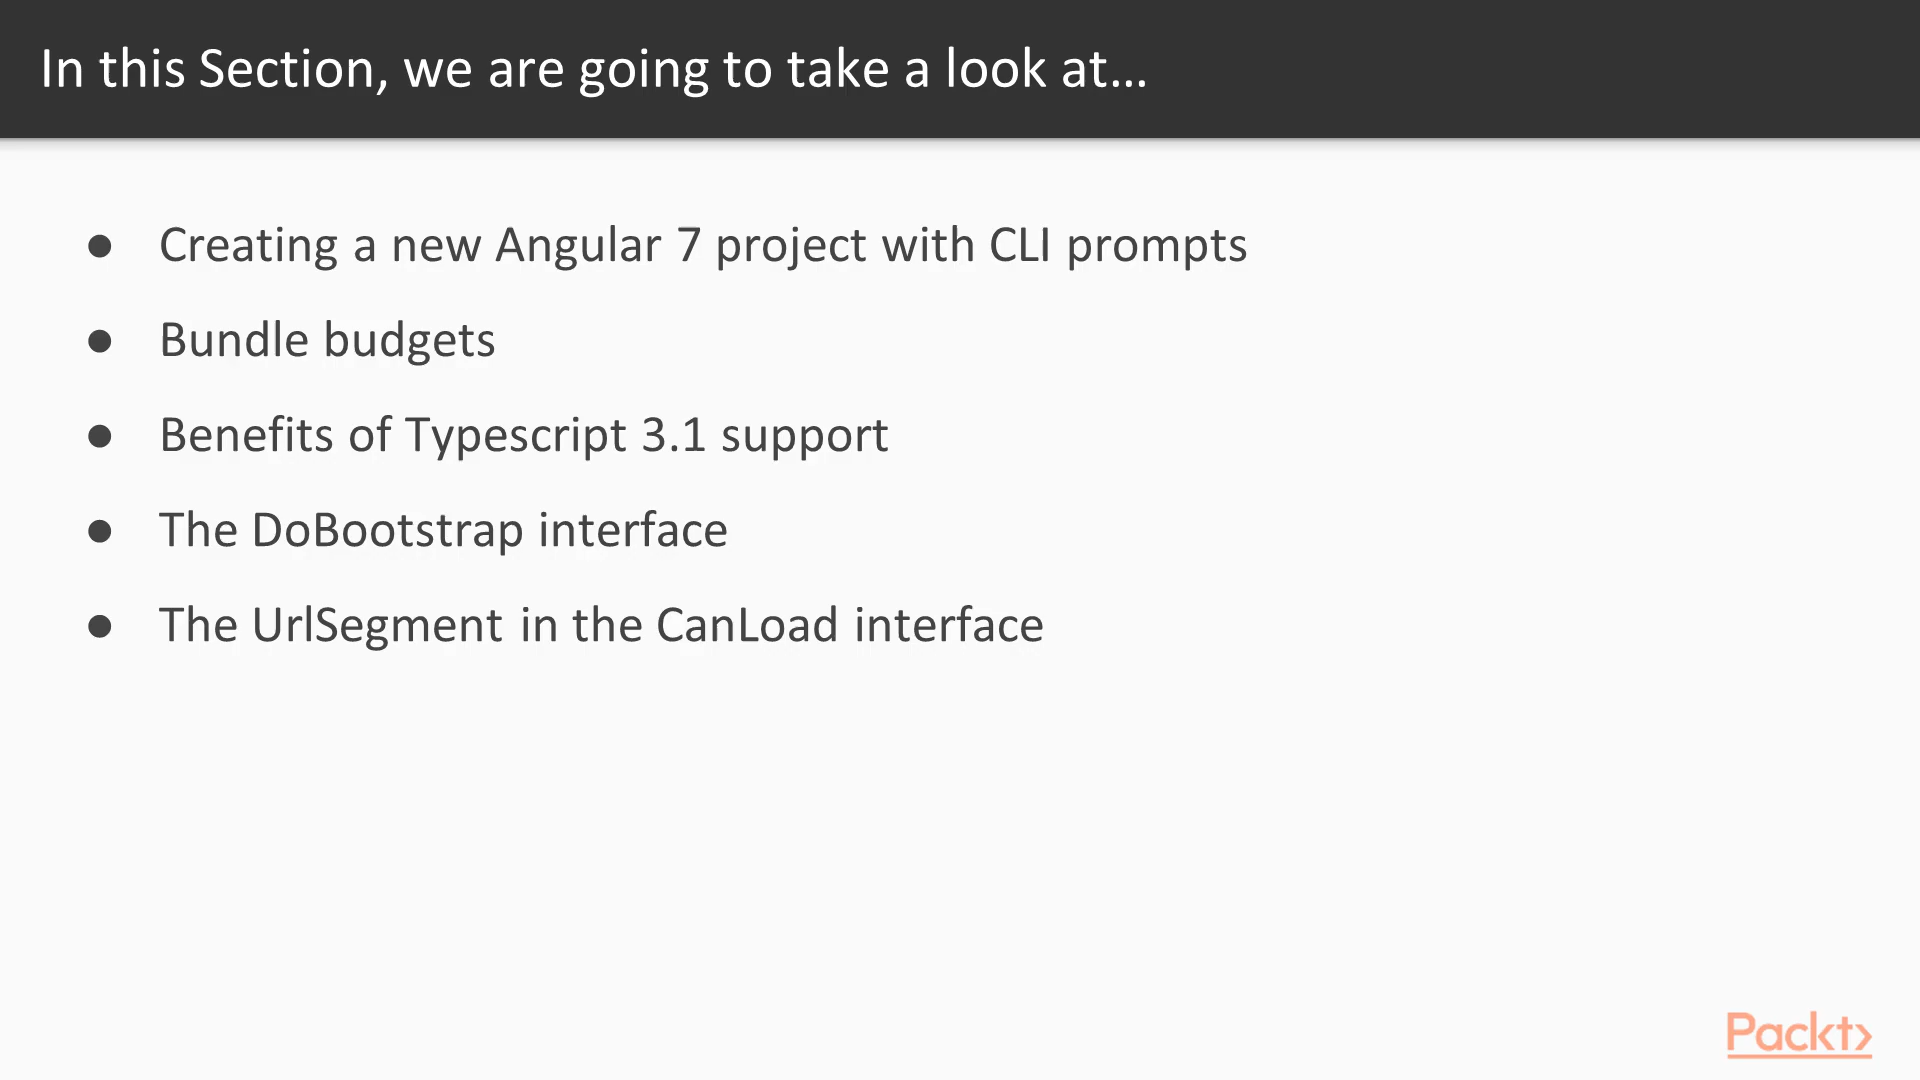 In this Section, we are going to take a look at...
● Creating a new Angular 7 project with CLI prompts
● Bundle budgets
● Benefits of Typescript 3.1 support
● The DoBootstrap interface
● The UrlSegment in the CanLoad interface
Packt>